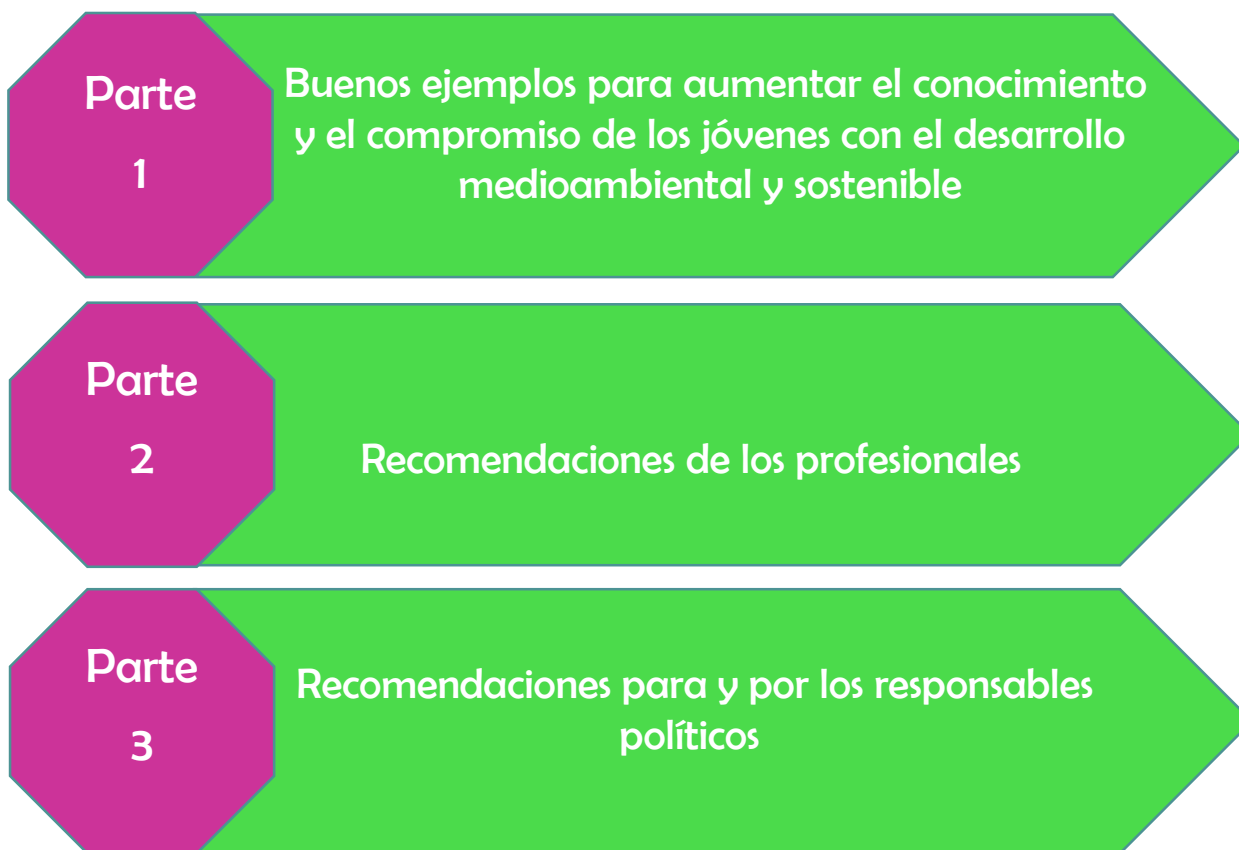 Parte
1
Buenos ejemplos para aumentar el conocimiento
y el compromiso de los jóvenes con el desarrollo
medioambiental y sostenible
Parte
2
Recomendaciones de los profesionales
Parte
3
Recomendaciones para y por los responsables
políticos